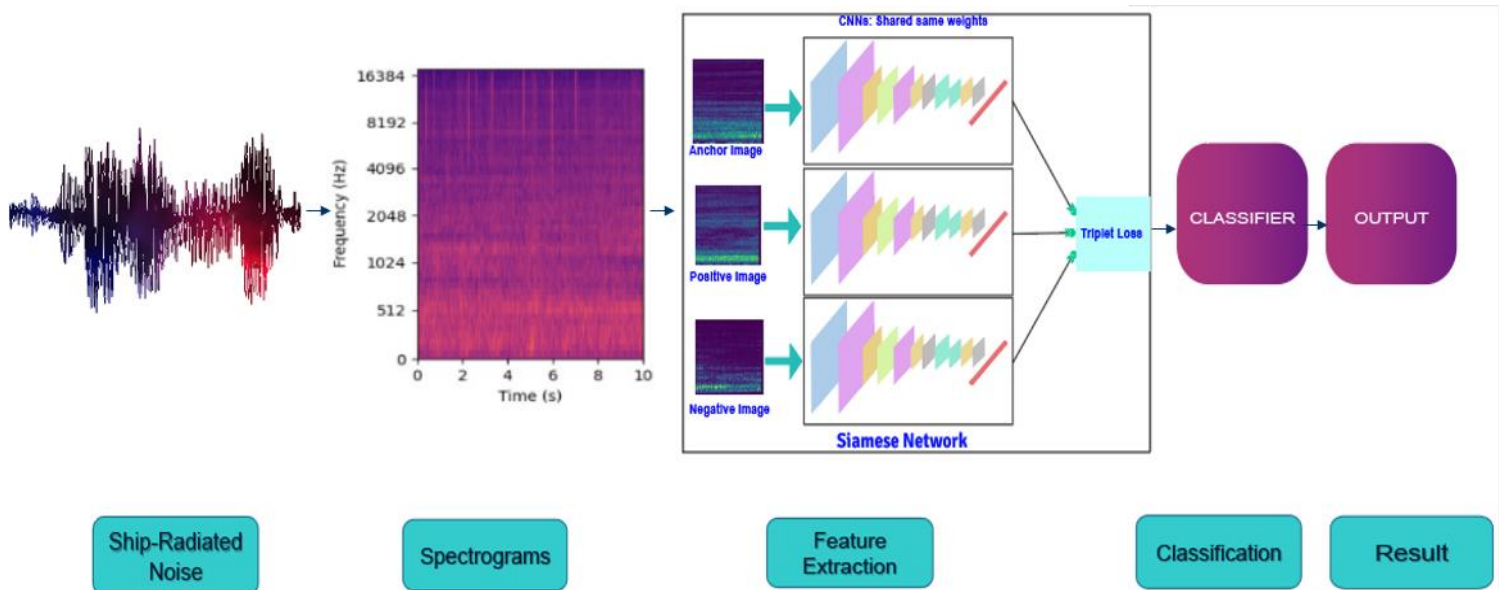 CNNs: Shared same weights
16384
8192
4096
2048
1024
512
0
Frequency (Hz)
0 2 4 6 8 10
Time (s)
Anchor Image
Positive Image
Negative Image
Triplet Loss
Siamese Network
CLASSIFIER
OUTPUT
Ship-Radiated
Noise
Spectrograms
Feature
Extraction
Classification
Result